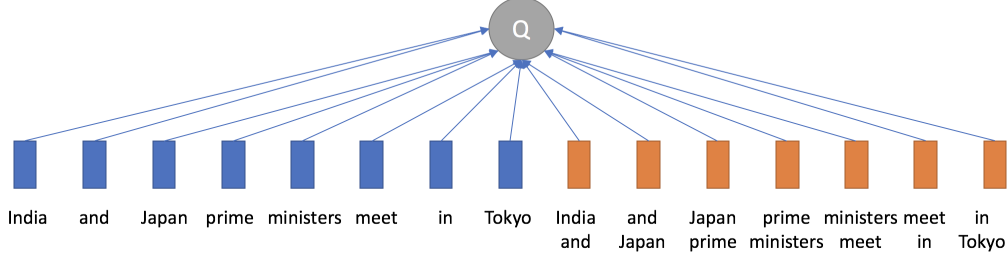 Q
India and Japan prime ministers meet in Tokyo India and Japan prime ministers meet in
and Japan prime ministers meet in Tokyo